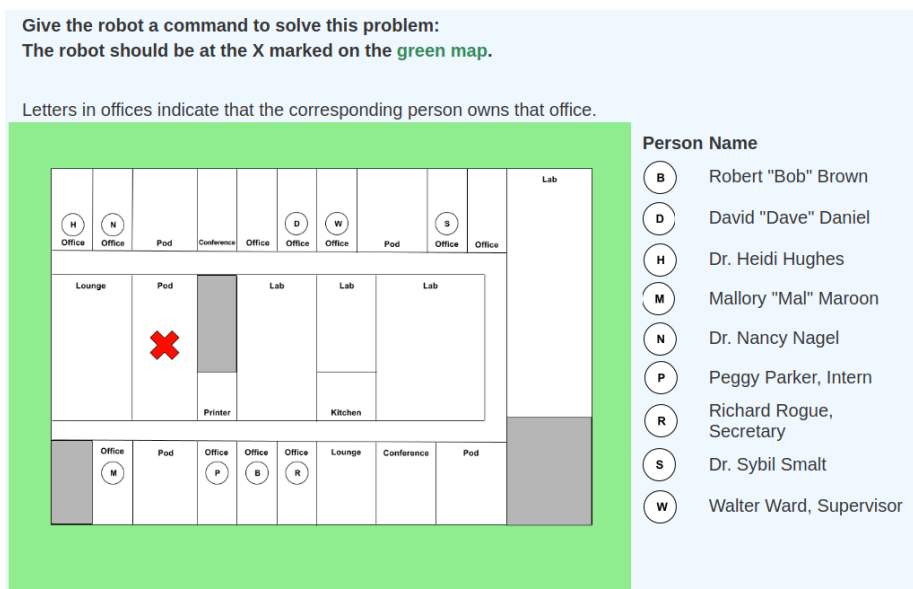 Give the robot a command to solve this problem:
The robot should be at the X marked on the green map.
Letters in offices indicate that the corresponding person owns that office.
Person Name
B Robert "Bob" Brown
D David "Dave" Daniel
H Dr. Heidi Hughes
M Mallory "Mal" Maroon
N Dr. Nancy Nagel
P Peggy Parker, Intern
R Richard Rogue,
Secretary
S Dr. Sybil Smalt
W Walter Ward, Supervisor
Lab
H N D W S
Office Office Pod Conference Office Office Office Pod Office Office
Lounge Pod Lab Lab Lab
Printer Kitchen
Office Pod Office Office Office Lounge Conference Pod
M P B R